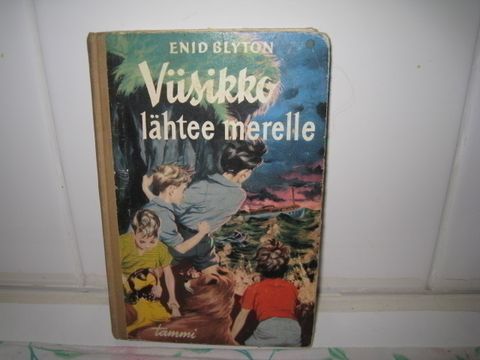 ENID BLYTON
Viisikko
lähtee merelle
tammi